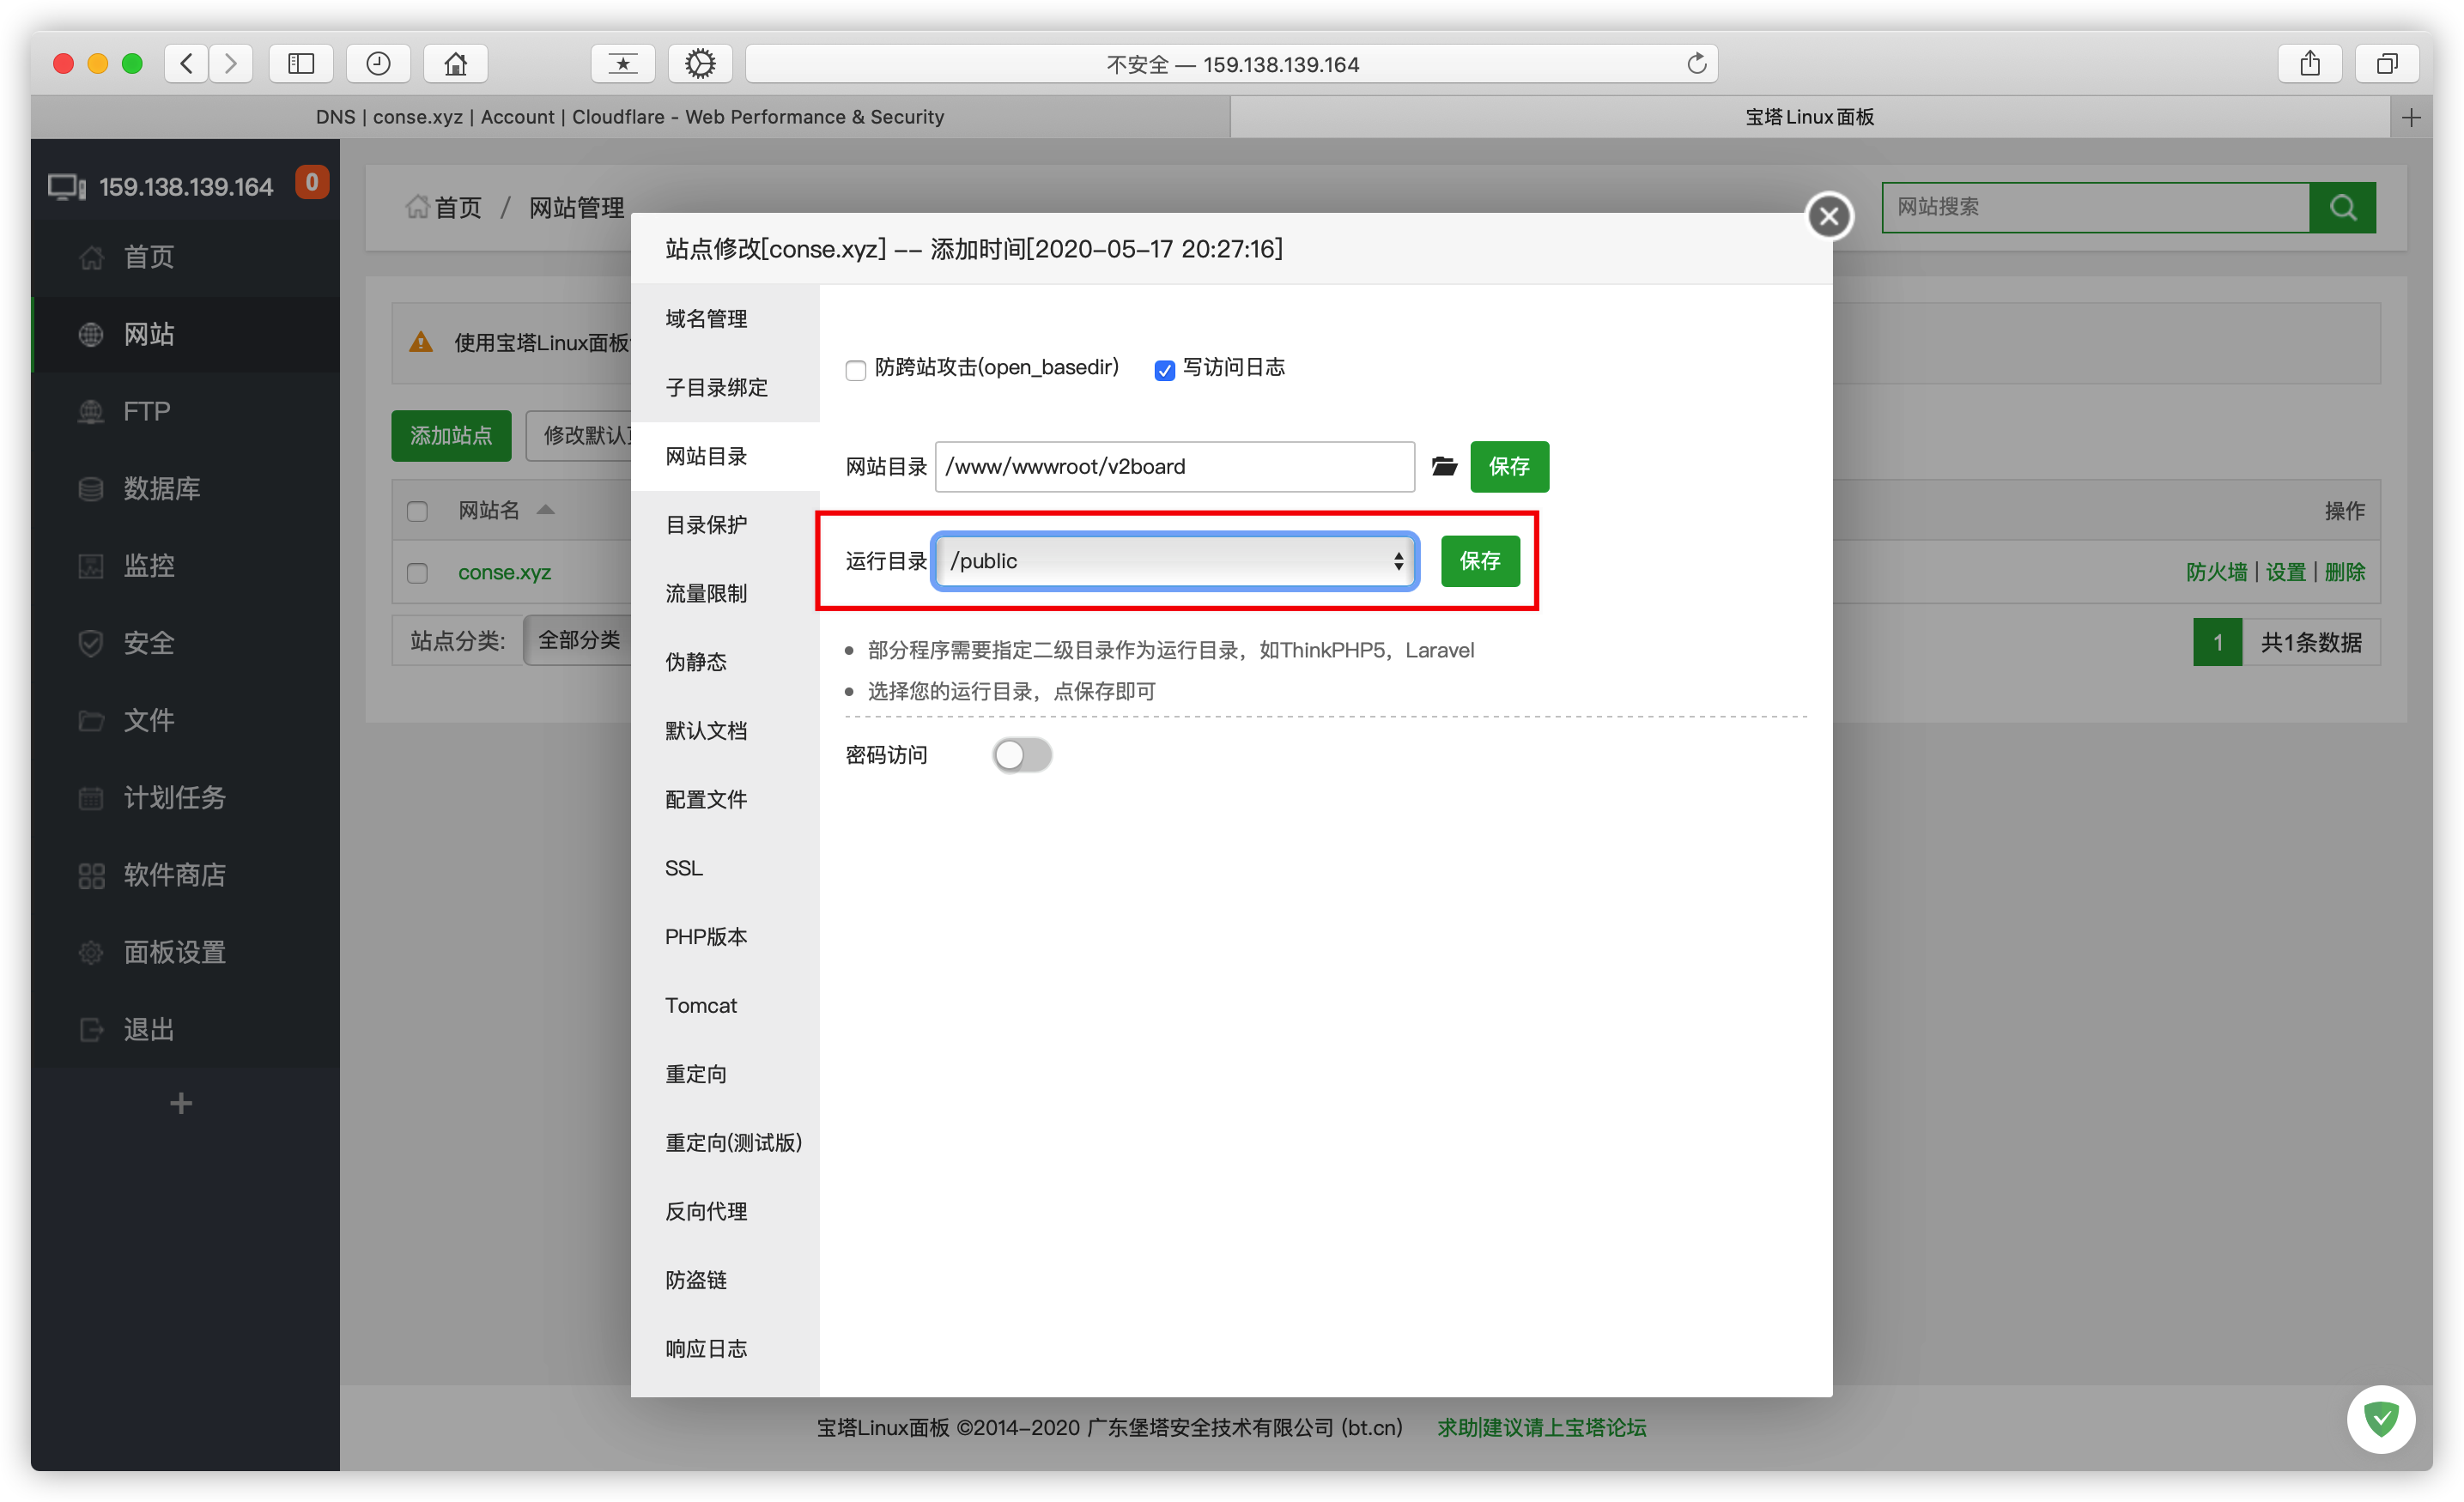 不安全 — 159.138.139.164
DNS | conse.xyz | Account | Cloudflare - Web Performance & Security
宝塔Linux面板
159.138.139.164
0
首页
网站
FTP
数据库
监控
安全
文件
计划任务
软件商店
面板设置
退出
首页 / 网站管理
网站搜索
使用宝塔Linux面板
添加站点
修改默认
网站名
操作
conse.xyz
防火墙 | 设置 | 删除
站点分类:
全部分类
1
共1条数据
站点修改[conse.xyz] -- 添加时间[2020-05-17 20:27:16]
域名管理
子目录绑定
网站目录
目录保护
流量限制
伪静态
默认文档
配置文件
SSL
PHP版本
Tomcat
重定向
重定向(测试版)
反向代理
防盗链
响应日志
防跨站攻击(open_basedir)
写访问日志
网站目录
/www/wwwroot/v2board
保存
运行目录
/public
保存
部分程序需要指定二级目录作为运行目录，如ThinkPHP5，Laravel
选择您的运行目录，点保存即可
密码访问
宝塔Linux面板 ©2014-2020 广东堡塔安全技术有限公司 (bt.cn)
求助|建议请上宝塔论坛